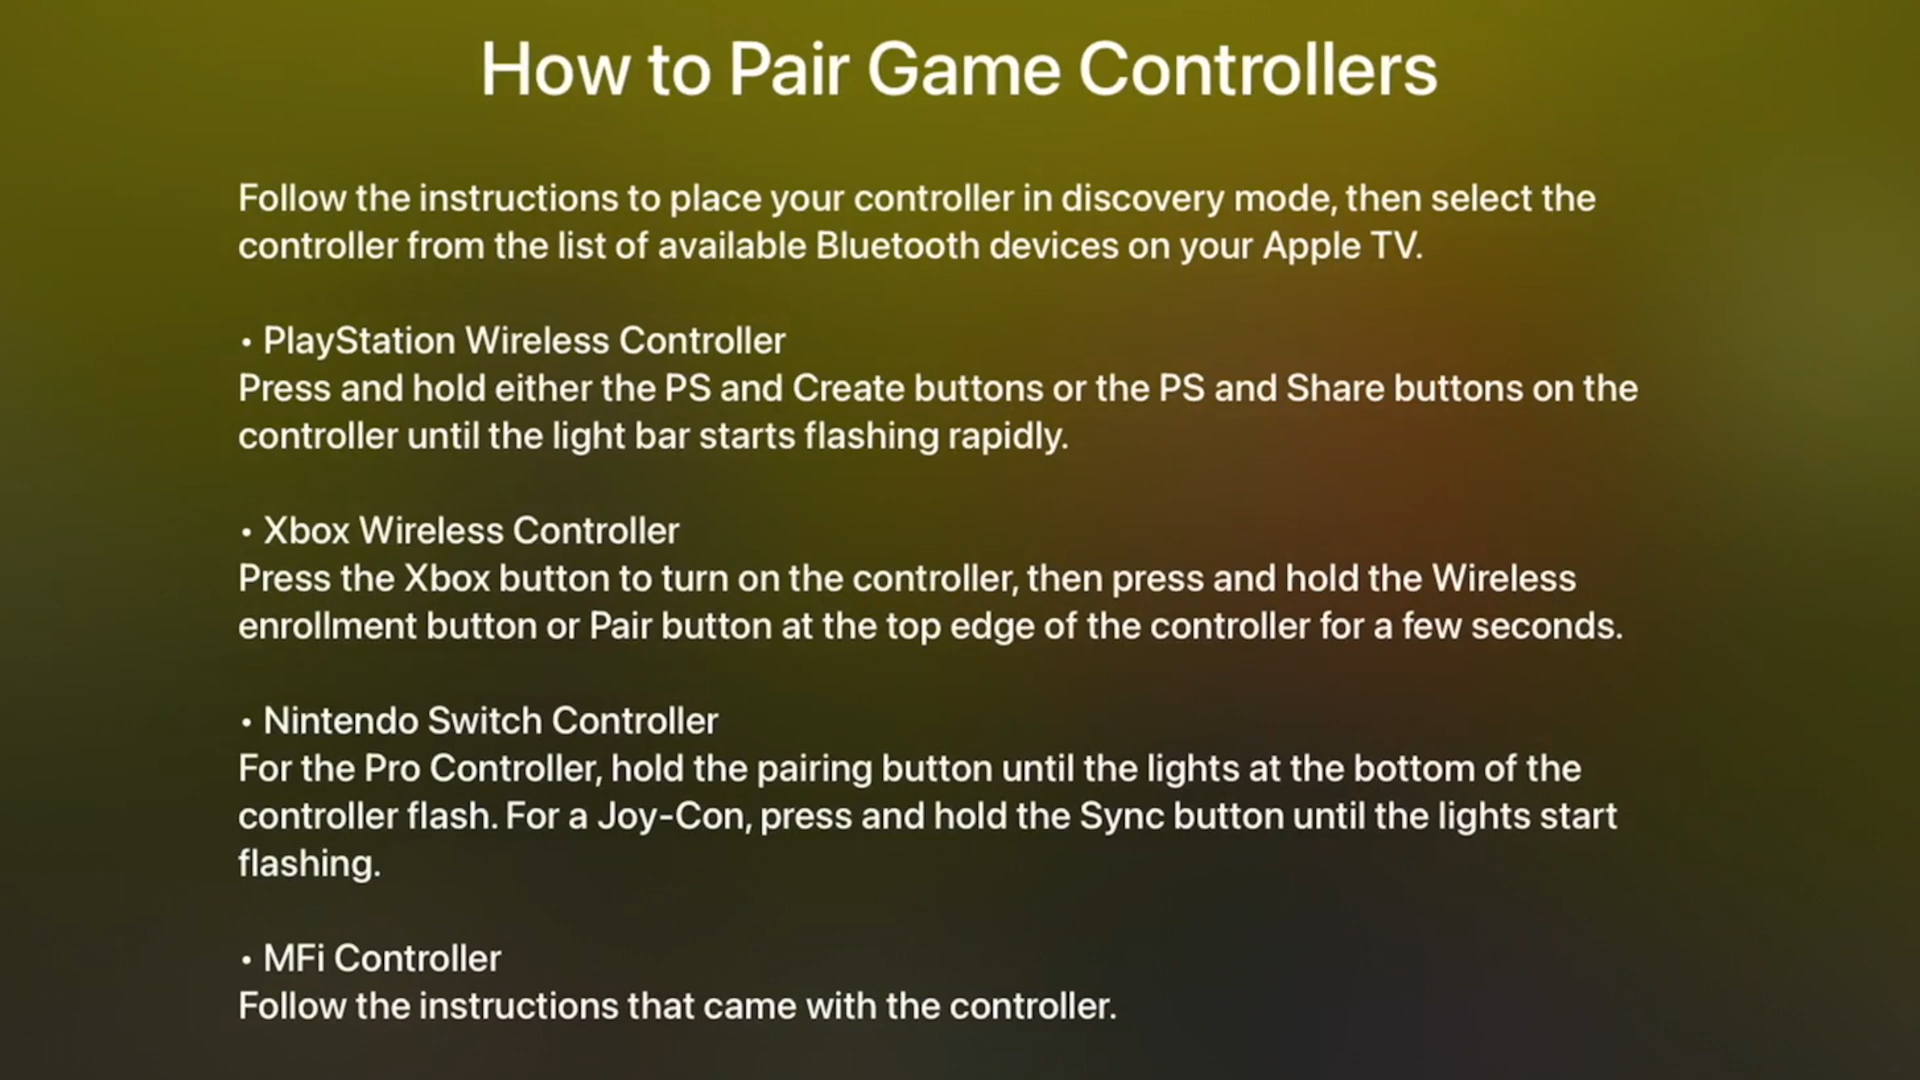 How to Pair Game Controllers
Follow the instructions to place your controller in discovery mode, then select the
controller from the list of available Bluetooth devices on your Apple TV.
• PlayStation Wireless Controller
Press and hold either the PS and Create buttons or the PS and Share buttons on the
controller until the light bar starts flashing rapidly.
• Xbox Wireless Controller
Press the Xbox button to turn on the controller, then press and hold the Wireless
enrollment button or Pair button at the top edge of the controller for a few seconds.
• Nintendo Switch Controller
For the Pro Controller, hold the pairing button until the lights at the bottom of the
controller flash. For a Joy-Con, press and hold the Sync button until the lights start
flashing.
• MFi Controller
Follow the instructions that came with the controller.